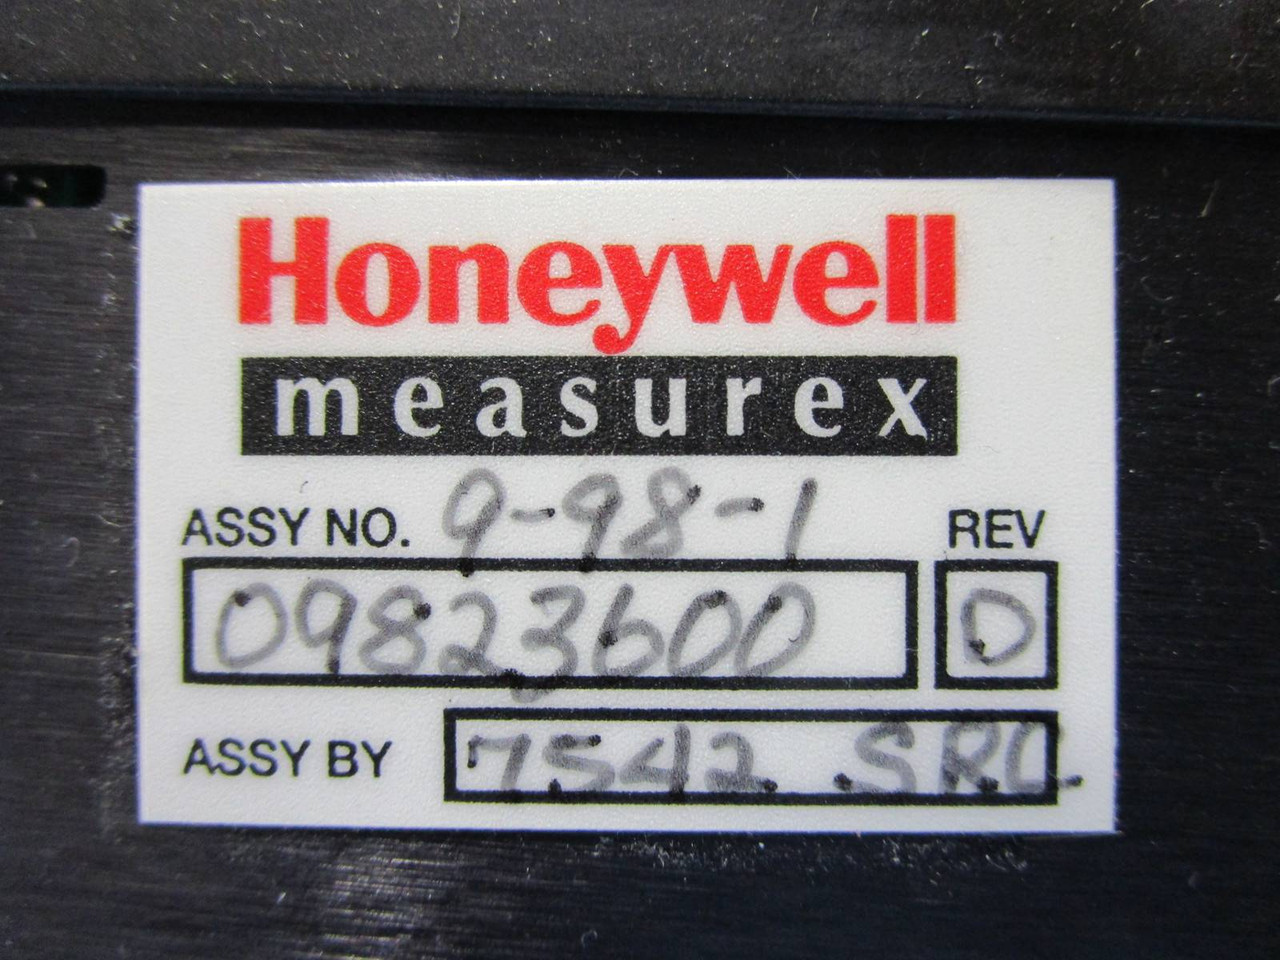 Honeywell
measurex
ASSY NO. 9-98-1 REV
09823600 D
ASSY BY 7542 SRC